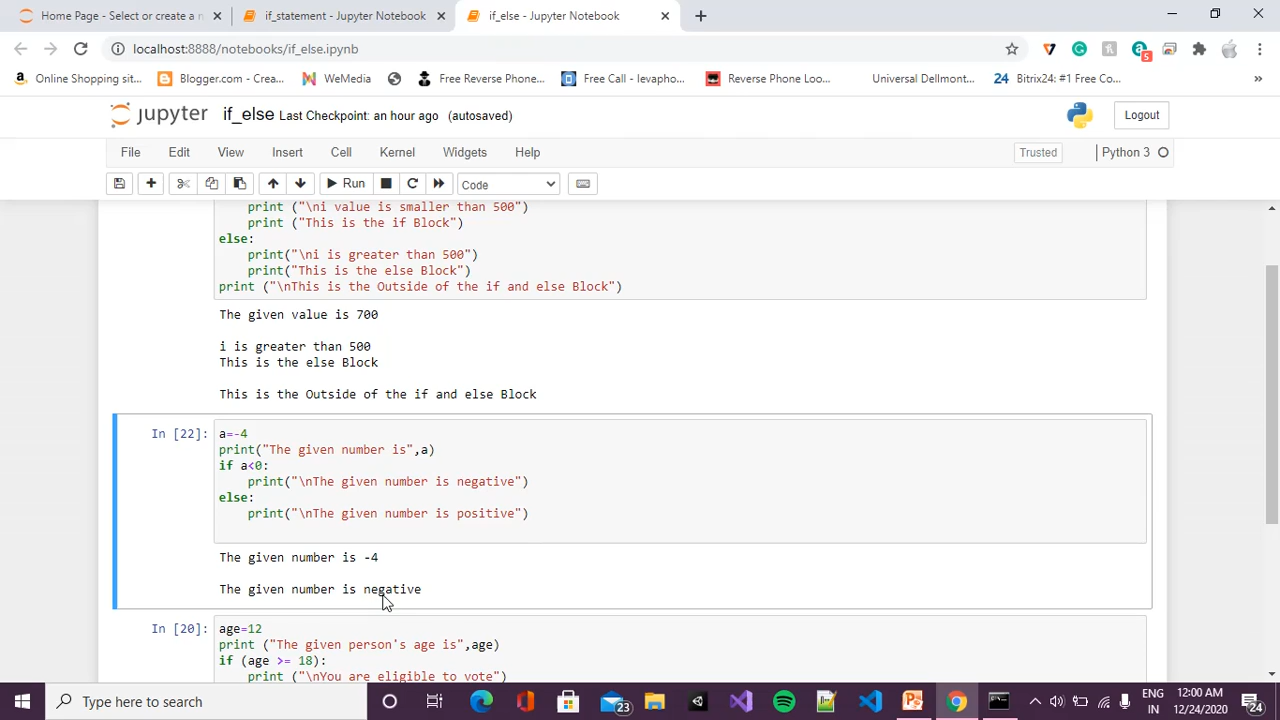 Home Page - Select or create a n
if_statement - Jupyter Notebook
if_else - Jupyter Notebook
localhost:8888/notebooks/if_else.ipynb
5
Online Shopping sit...
Blogger.com - Crea...
WeMedia
Free Reverse Phone...
Free Call - levapho...
Reverse Phone Loo...
Universal Dellmont...
24 Bitrix24: #1 Free Co...
»
jupyter if_else Last Checkpoint: an hour ago (autosaved)
Logout
File Edit View Insert Cell Kernel Widgets Help
Trusted
Python 3
Run
Code
print ("\ni value is smaller than 500")
print ("This is the if Block")
else:
print("\ni is greater than 500")
print("This is the else Block")
print ("\nThis is the Outside of the if and else Block")
The given value is 700
i is greater than 500
This is the else Block
This is the Outside of the if and else Block
In [22]: a=-4
print("The given number is",a)
if a<0:
print("\nThe given number is negative")
else:
print("\nThe given number is positive")
The given number is -4
The given number is negative
In [20]: age=12
print ("The given person's age is",age)
if (age >= 18):
print ("\nYou are eligible to vote")
Type here to search
23
ENG
IN
12:00 AM
12/24/2020
24